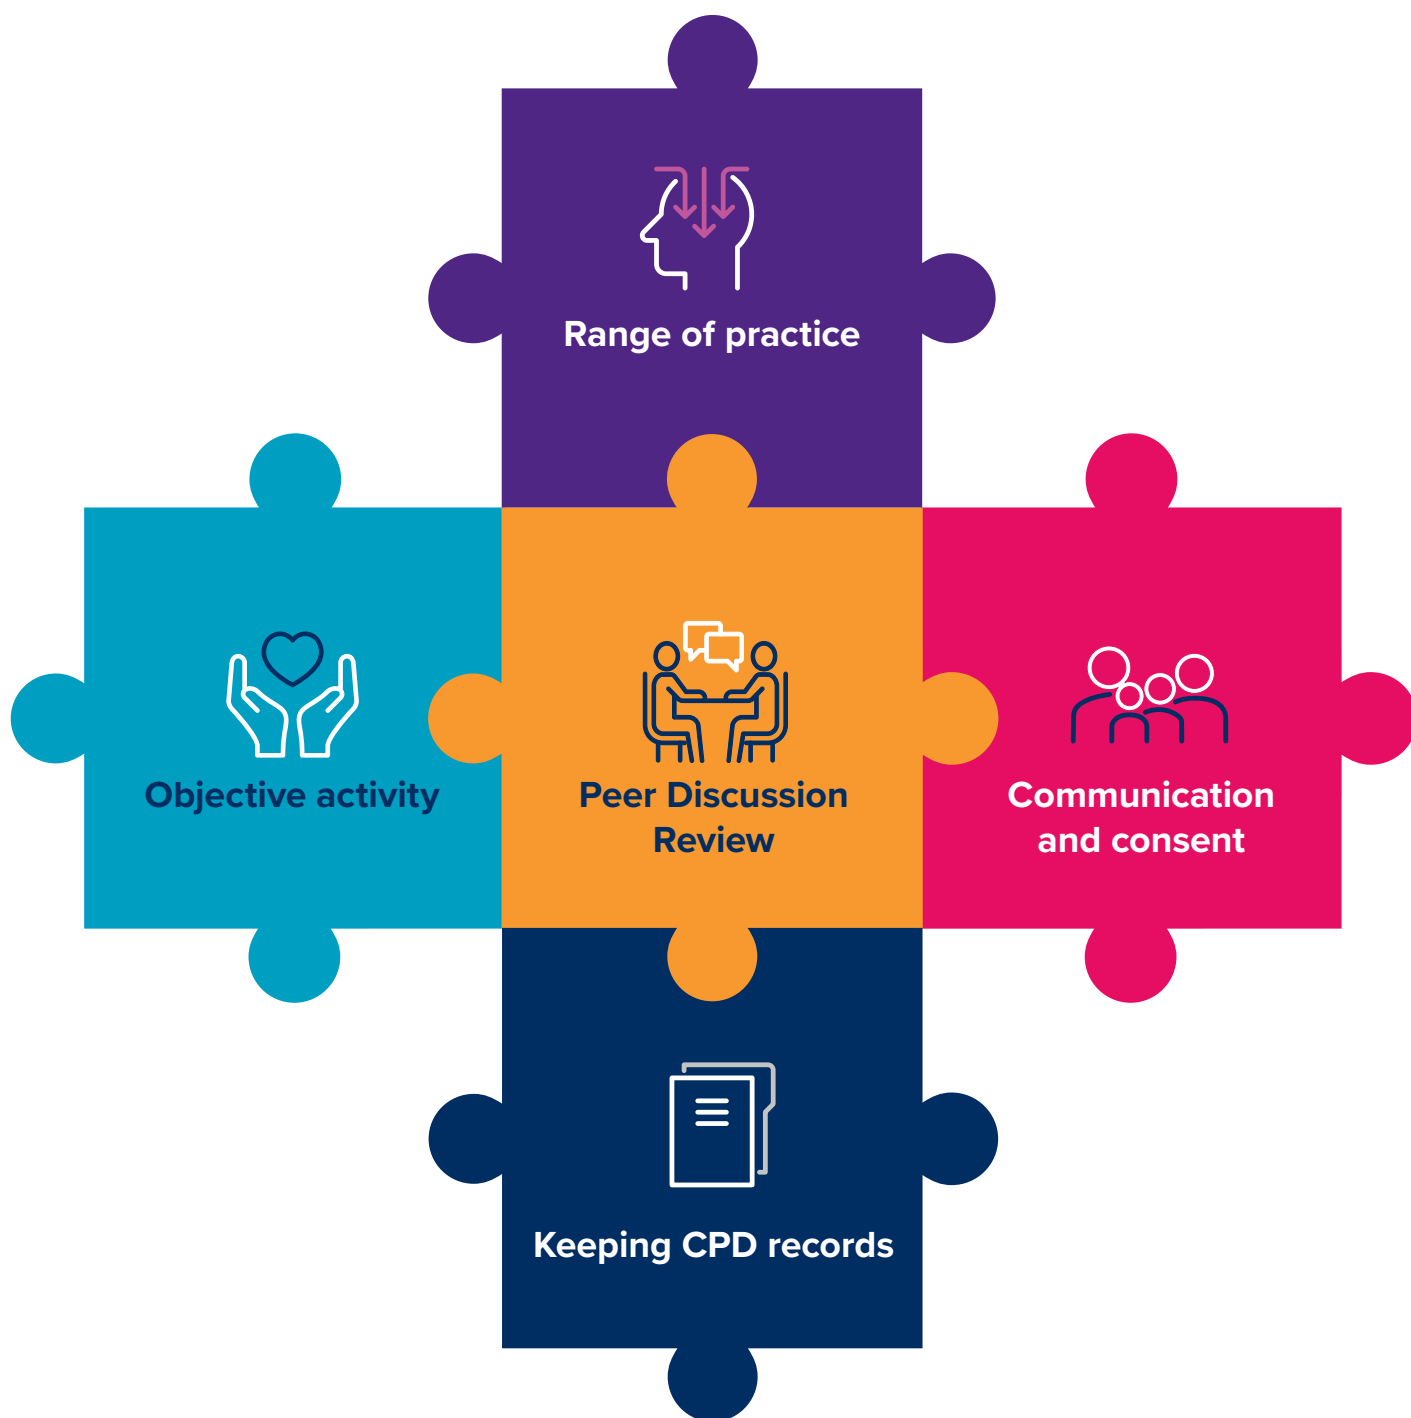 Range of practice
Objective activity
Peer Discussion
Review
Communication
and consent
Keeping CPD records